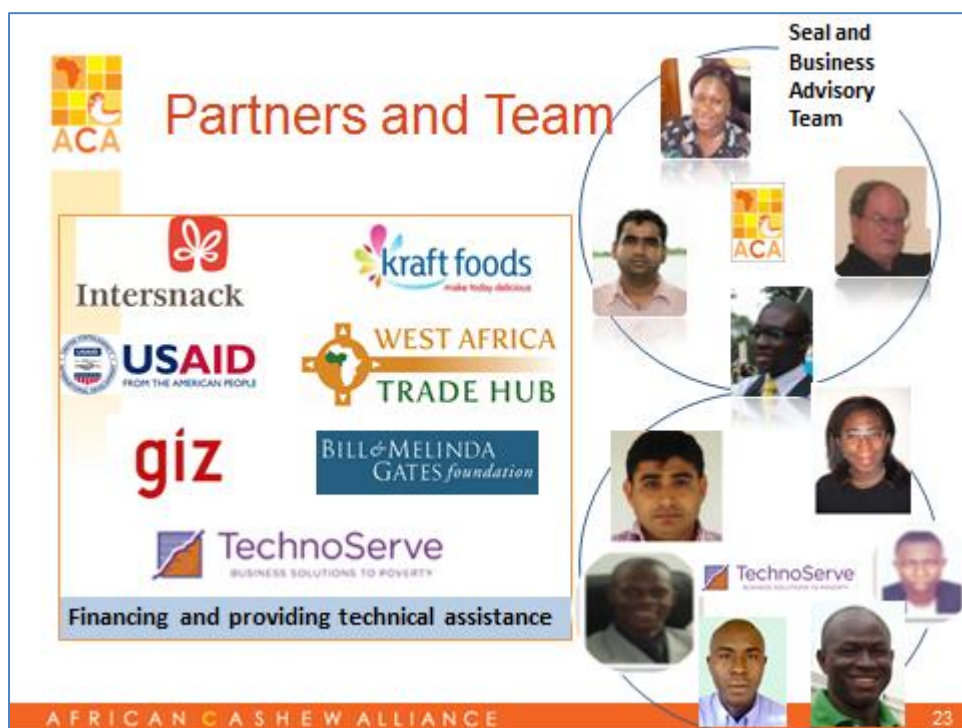 ACA
Partners and Team
Seal and
Business
Advisory
Team
ACA
Intersnack
kraft foods
make today delicious
USAID
USAID
FROM THE AMERICAN PEOPLE
WEST AFRICA
TRADE HUB
giz
BILL & MELINDA
GATES foundation
TechnoServe
BUSINESS SOLUTIONS TO POVERTY
Financing and providing technical assistance
TechnoServe
BUSINESS SOLUTIONS TO POVERTY
AFRICAN CASHEW ALLIANCE
23